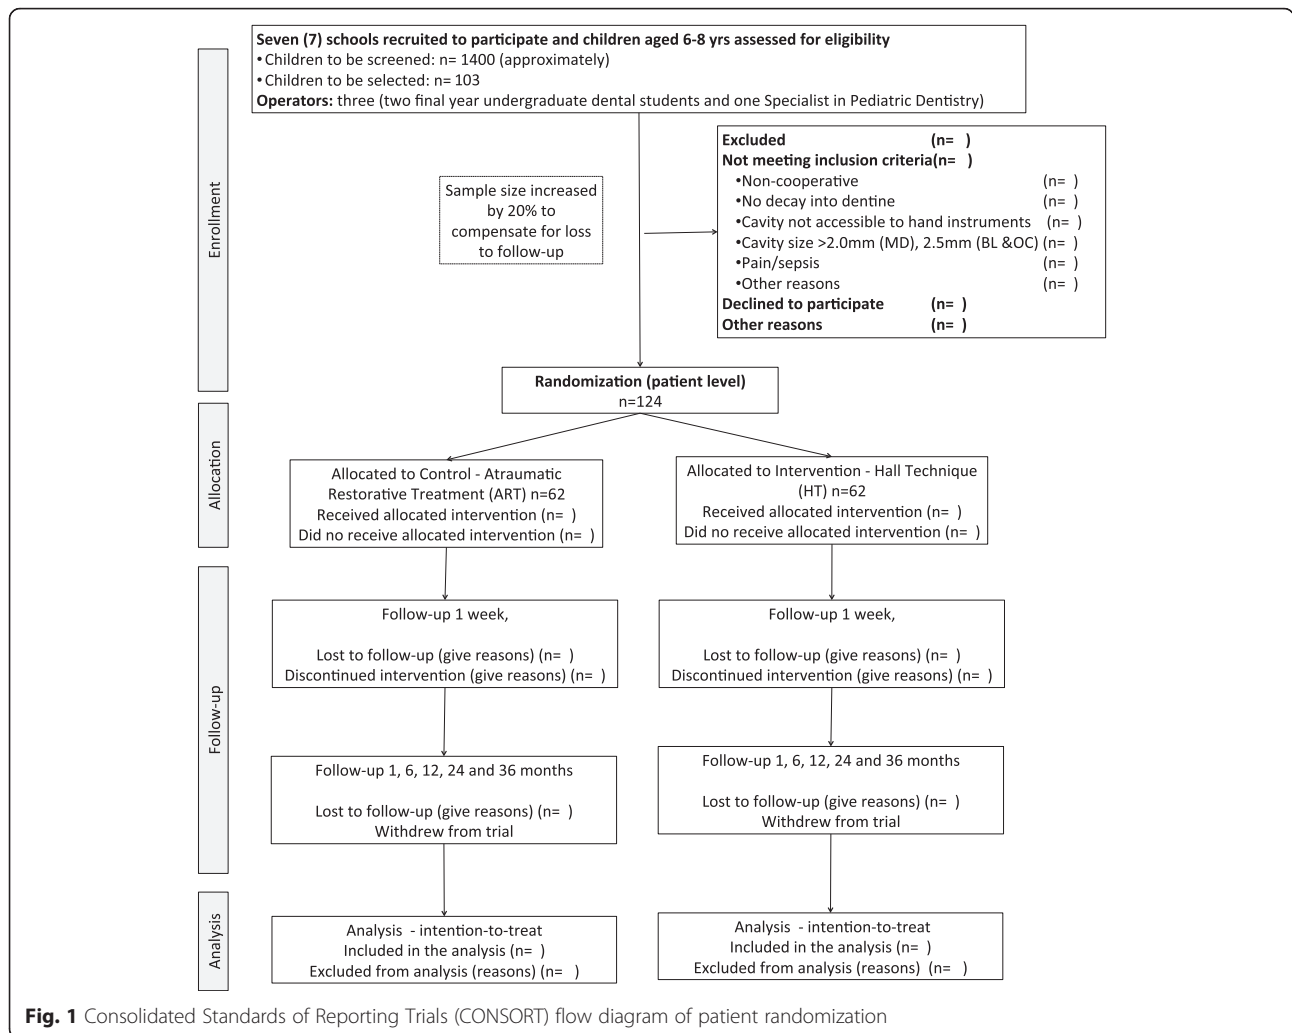 Seven (7) schools recruited to participate and children aged 6-8 yrs assessed for eligibility
•Children to be screened: n= 1400 (approximately)
•Children to be selected: n= 103
Operators: three (two final year undergraduate dental students and one Specialist in Pediatric Dentistry)
Enrollment
Sample size increased
by 20% to
compensate for loss
to follow-up
Excluded (n= )
Not meeting inclusion criteria(n= )
•Non-cooperative (n= )
•No decay into dentine (n= )
•Cavity not accessible to hand instruments (n= )
•Cavity size >2.0mm (MD), 2.5mm (BL &OC) (n= )
•Pain/sepsis (n= )
•Other reasons (n= )
Declined to participate (n= )
Other reasons (n= )
Randomization (patient level)
n=124
Allocation
Allocated to Control - Atraumatic
Restorative Treatment (ART) n=62
Received allocated intervention (n= )
Did no receive allocated intervention (n= )
Allocated to Intervention - Hall Technique
(HT) n=62
Received allocated intervention (n= )
Did no receive allocated intervention (n= )
Follow-up
Follow-up 1 week,
Lost to follow-up (give reasons) (n= )
Discontinued intervention (give reasons) (n= )
Follow-up 1 week,
Lost to follow-up (give reasons) (n= )
Discontinued intervention (give reasons) (n= )
Follow-up 1, 6, 12, 24 and 36 months
Lost to follow-up (give reasons) (n= )
Withdrew from trial
Follow-up 1, 6, 12, 24 and 36 months
Lost to follow-up (give reasons) (n= )
Withdrew from trial
Analysis
Analysis - intention-to-treat
Included in the analysis (n= )
Excluded from analysis (reasons) (n= )
Analysis - intention-to-treat
Included in the analysis (n= )
Excluded from analysis (reasons) (n= )
Fig. 1 Consolidated Standards of Reporting Trials (CONSORT) flow diagram of patient randomization